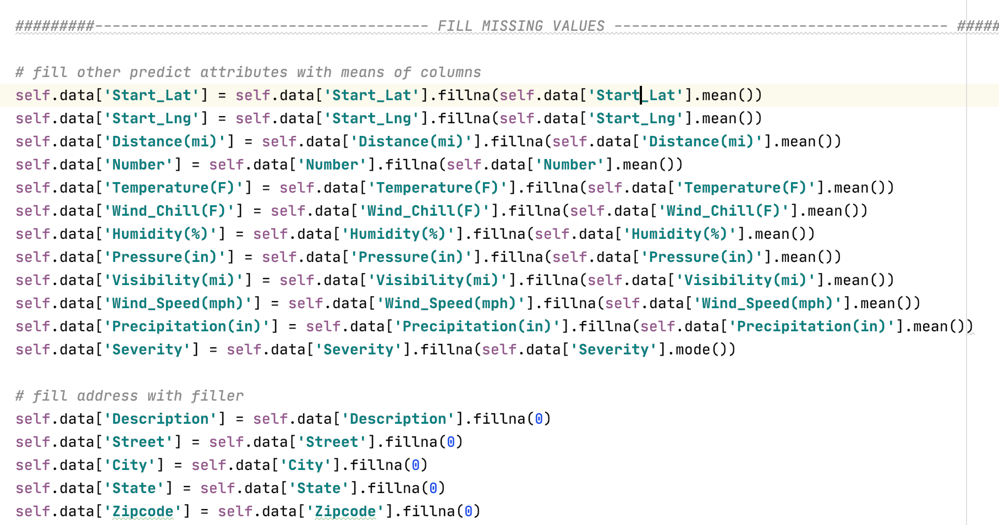 #########-------------------------------------- FILL MISSING VALUES -------------------------------------- #####
# fill other predict attributes with means of columns
self.data['Start_Lat'] = self.data['Start_Lat'].fillna(self.data['Start_Lat'].mean())
self.data['Start_Lng'] = self.data['Start_Lng'].fillna(self.data['Start_Lng'].mean())
self.data['Distance(mi)'] = self.data['Distance(mi)'].fillna(self.data['Distance(mi)'].mean())
self.data['Number'] = self.data['Number'].fillna(self.data['Number'].mean())
self.data['Temperature(F)'] = self.data['Temperature(F)'].fillna(self.data['Temperature(F)'].mean())
self.data['Wind_Chill(F)'] = self.data['Wind_Chill(F)'].fillna(self.data['Wind_Chill(F)'].mean())
self.data['Humidity(%)'] = self.data['Humidity(%)'].fillna(self.data['Humidity(%)'].mean())
self.data['Pressure(in)'] = self.data['Pressure(in)'].fillna(self.data['Pressure(in)'].mean())
self.data['Visibility(mi)'] = self.data['Visibility(mi)'].fillna(self.data['Visibility(mi)'].mean())
self.data['Wind_Speed(mph)'] = self.data['Wind_Speed(mph)'].fillna(self.data['Wind_Speed(mph)'].mean())
self.data['Precipitation(in)'] = self.data['Precipitation(in)'].fillna(self.data['Precipitation(in)'].mean())
self.data['Severity'] = self.data['Severity'].fillna(self.data['Severity'].mode())
# fill address with filler
self.data['Description'] = self.data['Description'].fillna(0)
self.data['Street'] = self.data['Street'].fillna(0)
self.data['City'] = self.data['City'].fillna(0)
self.data['State'] = self.data['State'].fillna(0)
self.data['Zipcode'] = self.data['Zipcode'].fillna(0)